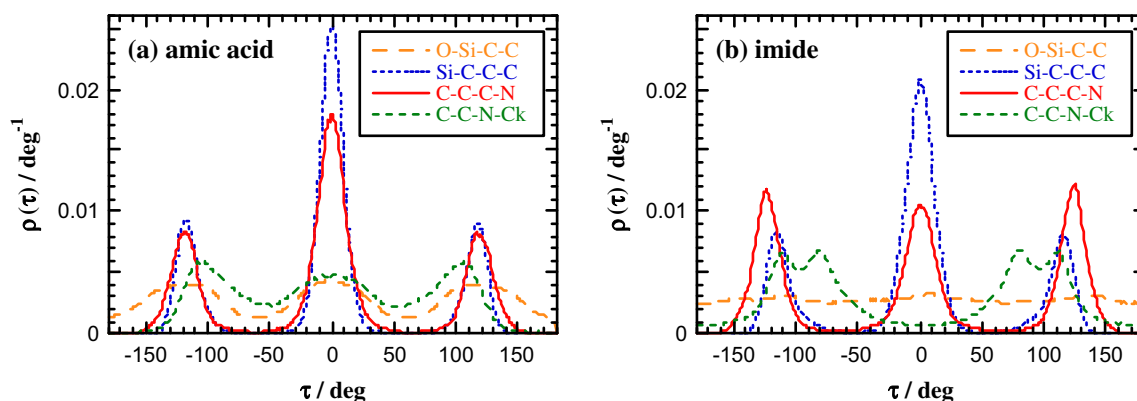 (a) amic acid
O-Si-C-C
Si-C-C-C
C-C-C-N
C-C-N-Ck
0.02
0.01
0
ρ(τ) / deg⁻¹
-150 -100 -50 0 50 100 150
τ / deg
(b) imide
O-Si-C-C
Si-C-C-C
C-C-C-N
C-C-N-Ck
0.02
0.01
0
ρ(τ) / deg⁻¹
-150 -100 -50 0 50 100 150
τ / deg